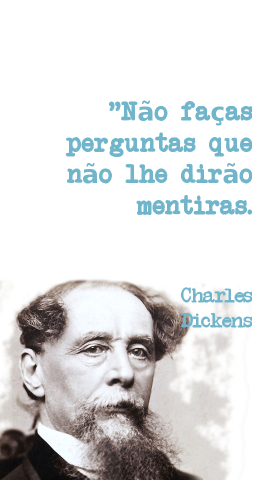 "Não faças
perguntas que
não lhe dirão
mentiras.
Charles
Dickens